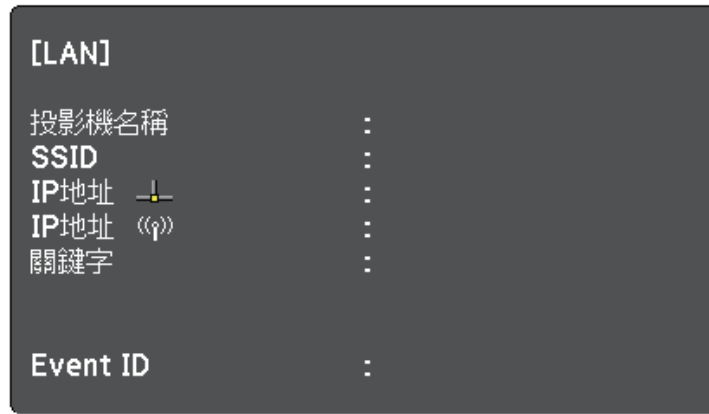 [LAN]
投影機名稱 :
SSID :
IP地址 :
IP地址 :
關鍵字 :
Event ID :